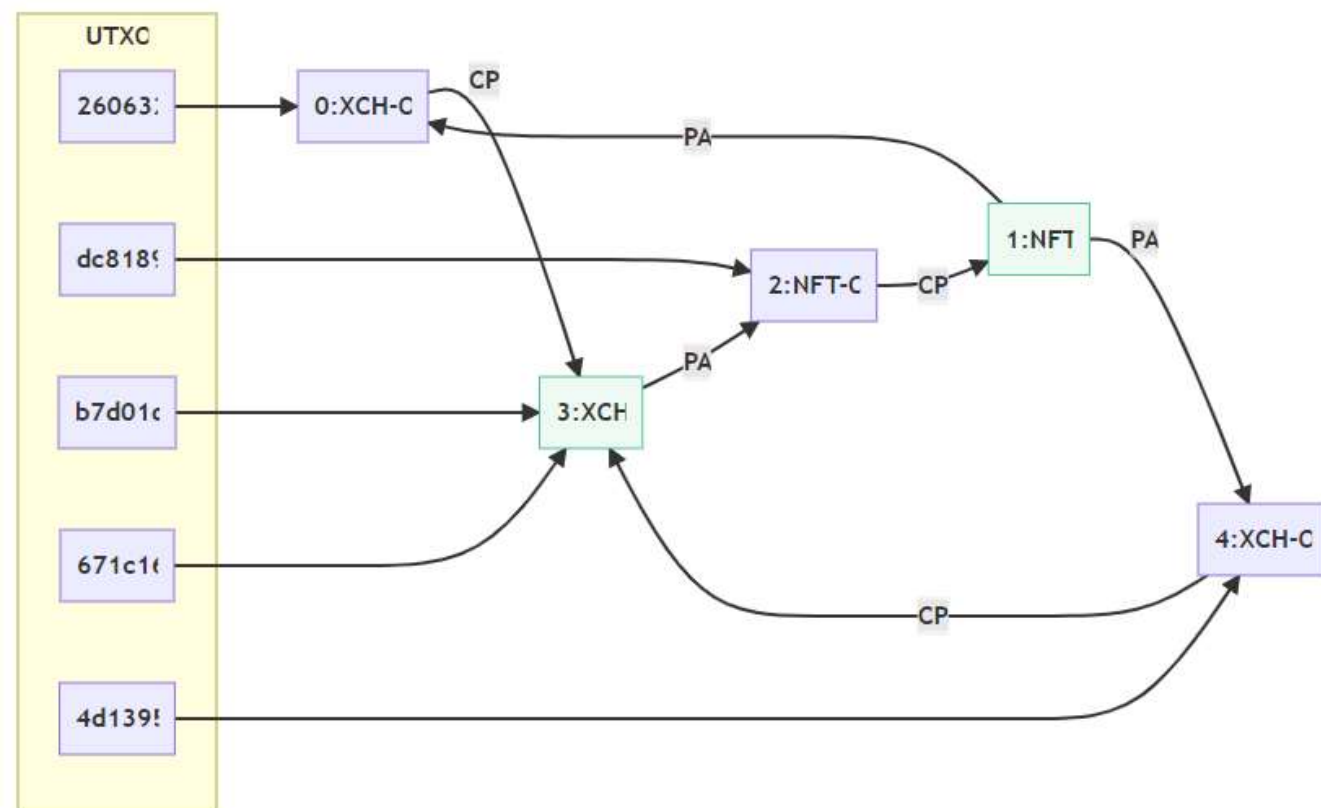 UTXO
26063
0:XCH-C
CP
PA
1:NFT
PA
dc818
2:NFT-C
CP
PA
b7d01
3:XCH
671c1
4:XCH-C
CP
4d139